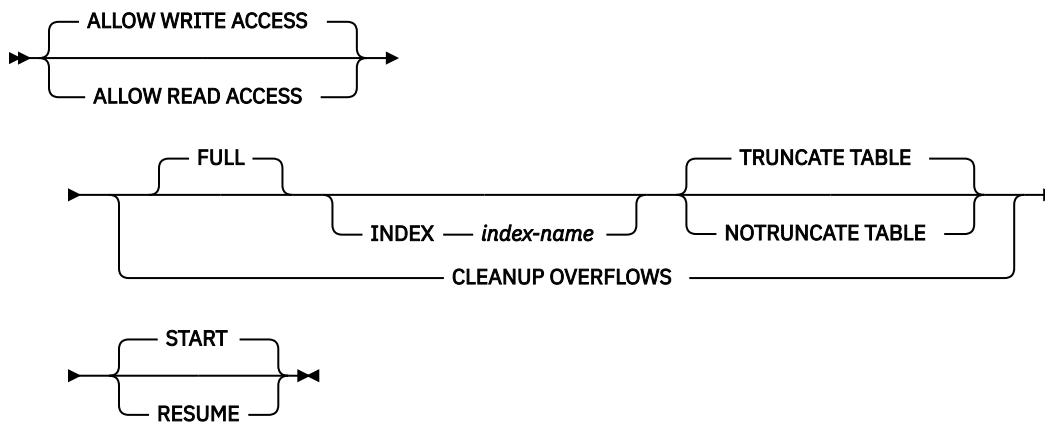 ALLOW WRITE ACCESS
ALLOW READ ACCESS
FULL
TRUNCATE TABLE
INDEX index-name
NOTRUNCATE TABLE
CLEANUP OVERFLOWS
START
RESUME